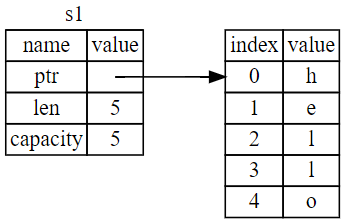 s1
name value
ptr
len 5
capacity 5
index value
0 h
1 e
2 l
3 l
4 o